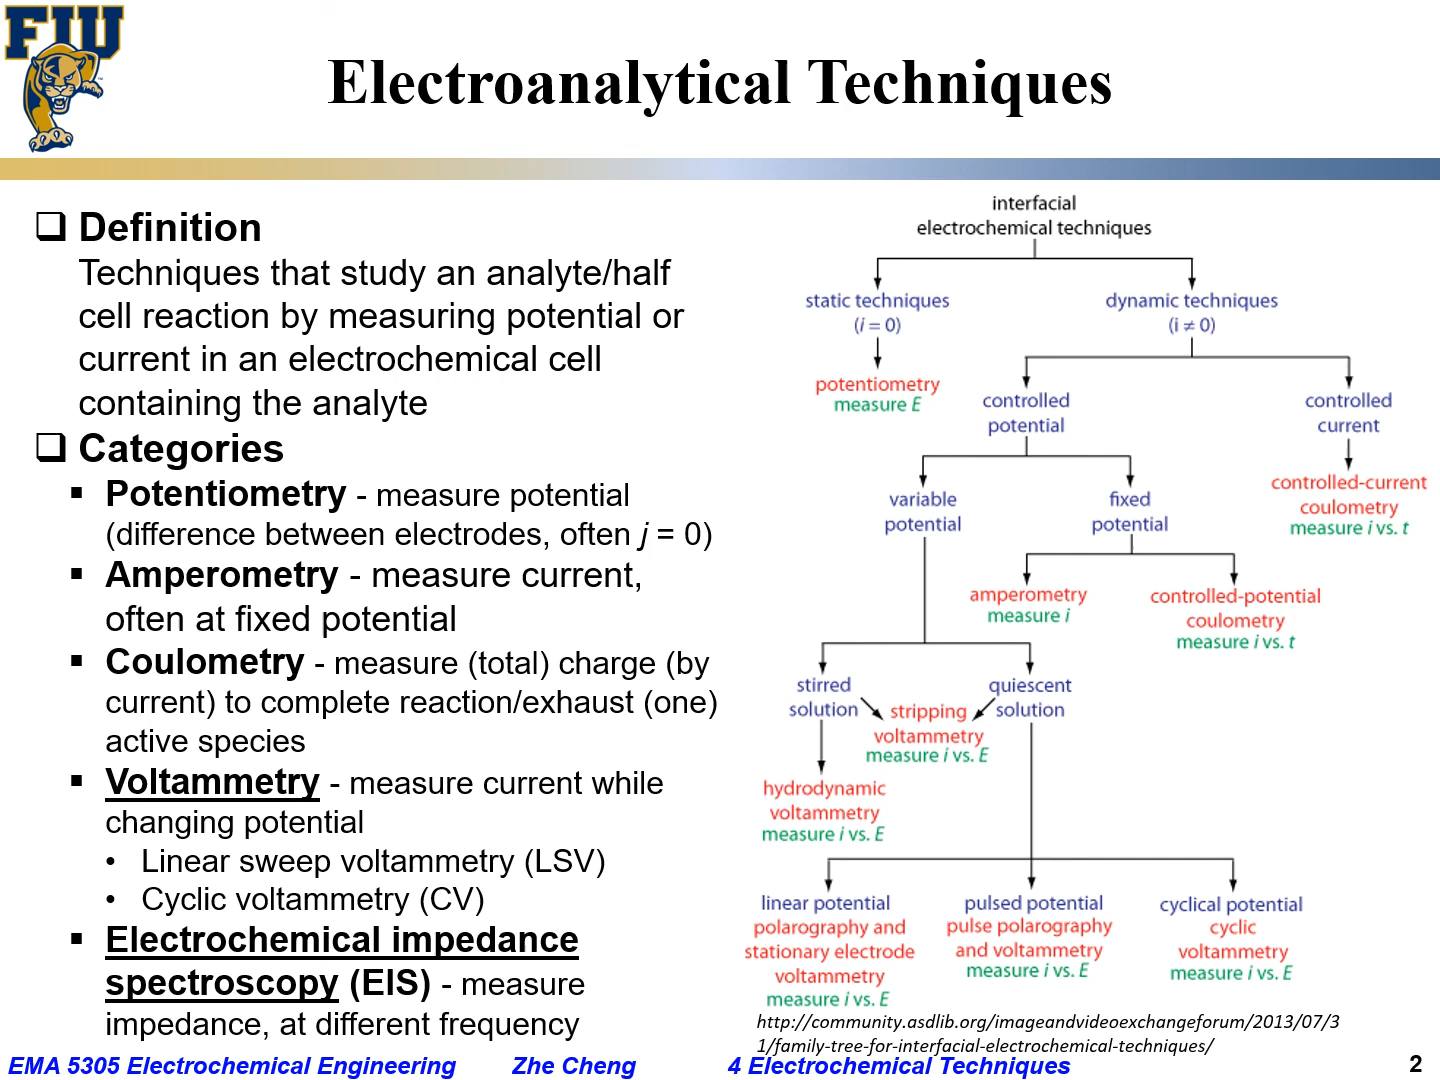 FIU
Electroanalytical Techniques
❑ Definition
Techniques that study an analyte/half
cell reaction by measuring potential or
current in an electrochemical cell
containing the analyte
❑ Categories
▪ Potentiometry - measure potential
(difference between electrodes, often j = 0)
▪ Amperometry - measure current,
often at fixed potential
▪ Coulometry - measure (total) charge (by
current) to complete reaction/exhaust (one)
active species
▪ Voltammetry - measure current while
changing potential
• Linear sweep voltammetry (LSV)
• Cyclic voltammetry (CV)
▪ Electrochemical impedance
spectroscopy (EIS) - measure
impedance, at different frequency
interfacial
electrochemical techniques
static techniques
(i = 0)
dynamic techniques
(i ≠ 0)
potentiometry
measure E
controlled
potential
controlled
current
controlled-current
coulometry
measure i vs. t
variable
potential
fixed
potential
amperometry
measure i
controlled-potential
coulometry
measure i vs. t
stirred
solution
quiescent
solution
stripping
voltammetry
measure i vs. E
hydrodynamic
voltammetry
measure i vs. E
linear potential
polarography and
stationary electrode
voltammetry
measure i vs. E
pulsed potential
pulse polarography
and voltammetry
measure i vs. E
cyclical potential
cyclic
voltammetry
measure i vs. E
http://community.asdlib.org/imageandvideoexchangeforum/2013/07/3
1/family-tree-for-interfacial-electrochemical-techniques/
EMA 5305 Electrochemical Engineering Zhe Cheng 4 Electrochemical Techniques 2